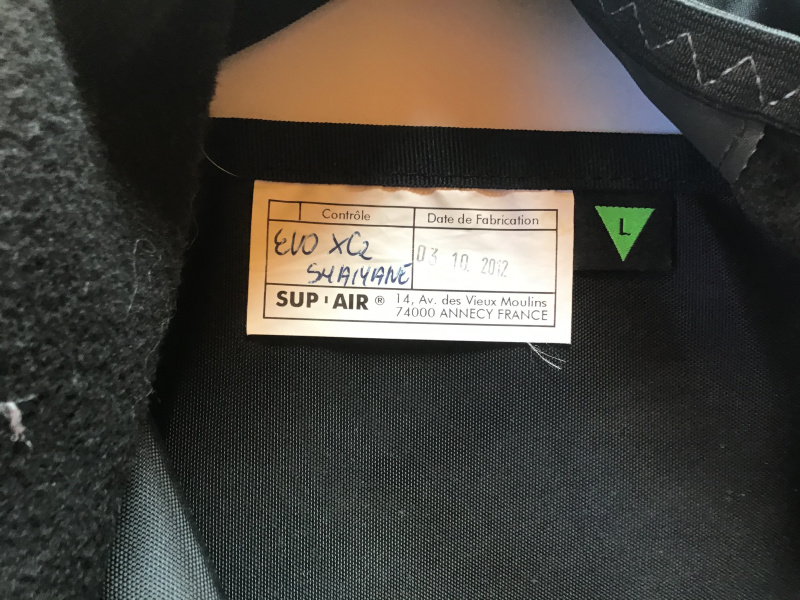 Contrôle
Date de Fabrication
EVO XC2
SHAMANE
03 10. 2012
SUP'AIR ® 14, Av. des Vieux Moulins
74000 ANNECY FRANCE
L